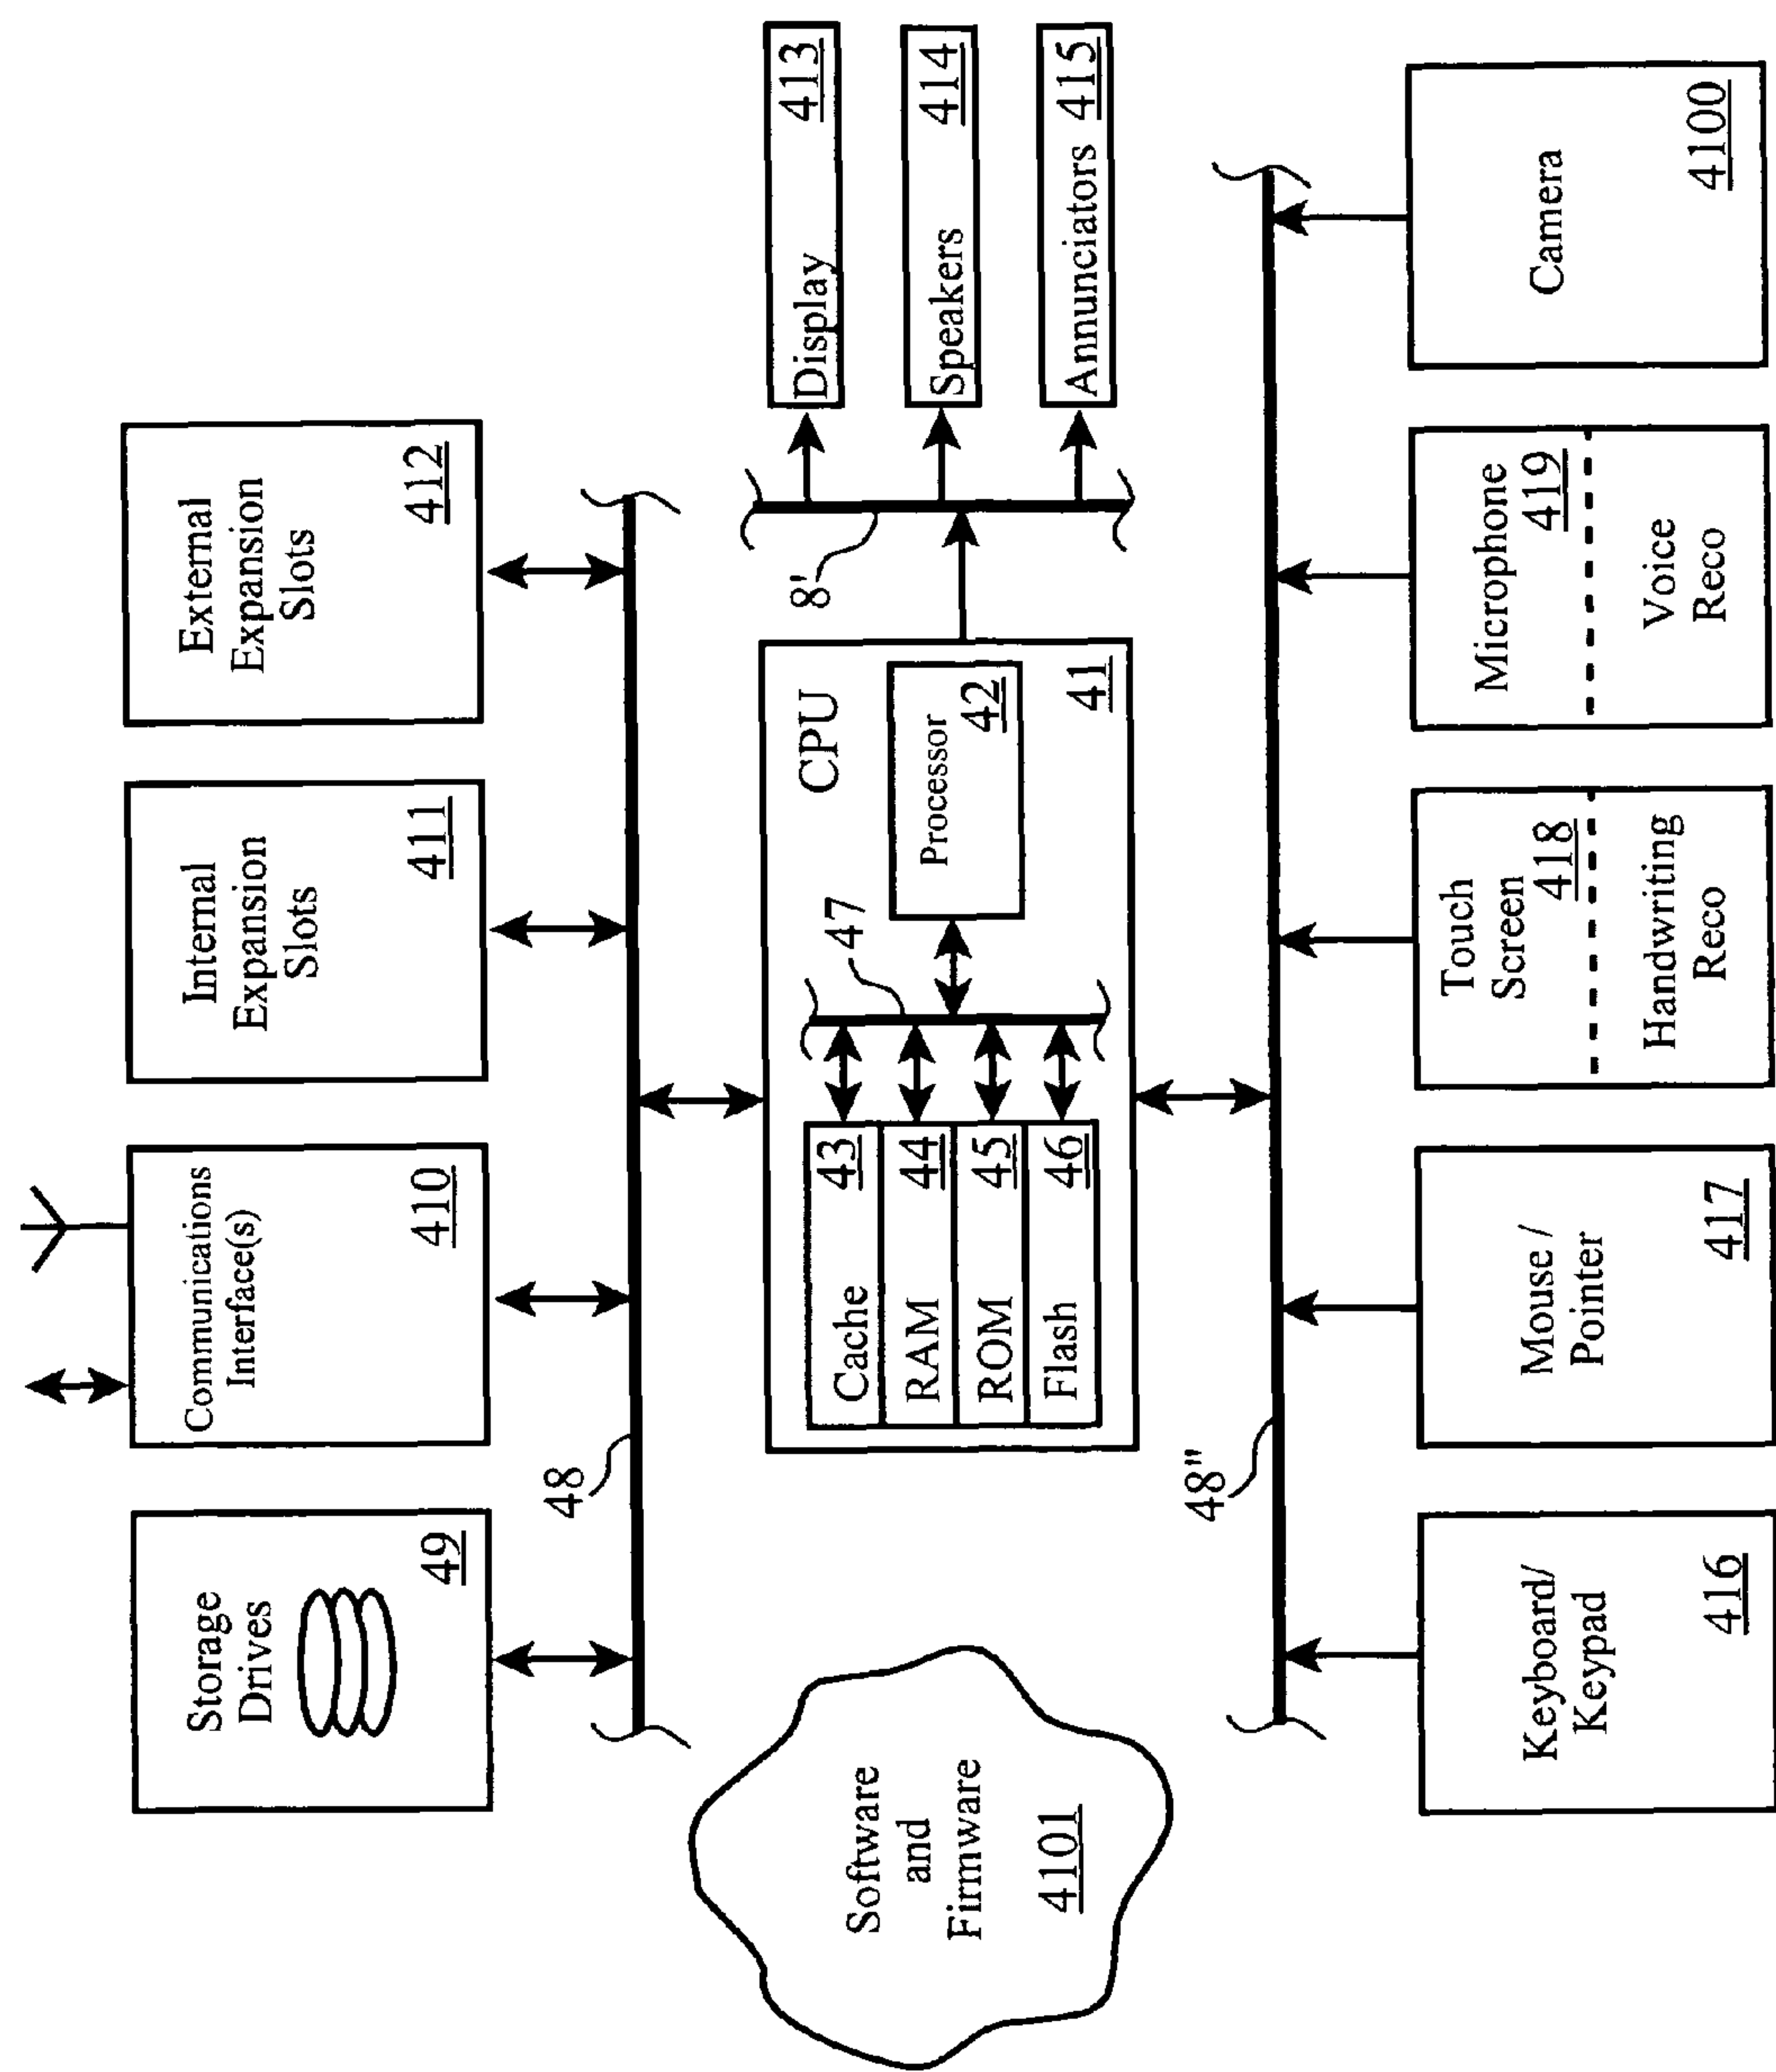 Storage
Drives
49
Communications
Interface(s)
410
Internal
Expansion
Slots
411
External
Expansion
Slots
412
48
Software
and
Firmware
4101
CPU
Cache 43
RAM 44
ROM 45
Flash 46
47
Processor
42
41
8'
Display 413
Speakers 414
Annunciators 415
48"
Keyboard/
Keypad
416
Mouse /
Pointer
417
Touch
Screen
418
Handwriting
Reco
Microphone
419
Voice
Reco
Camera
4100